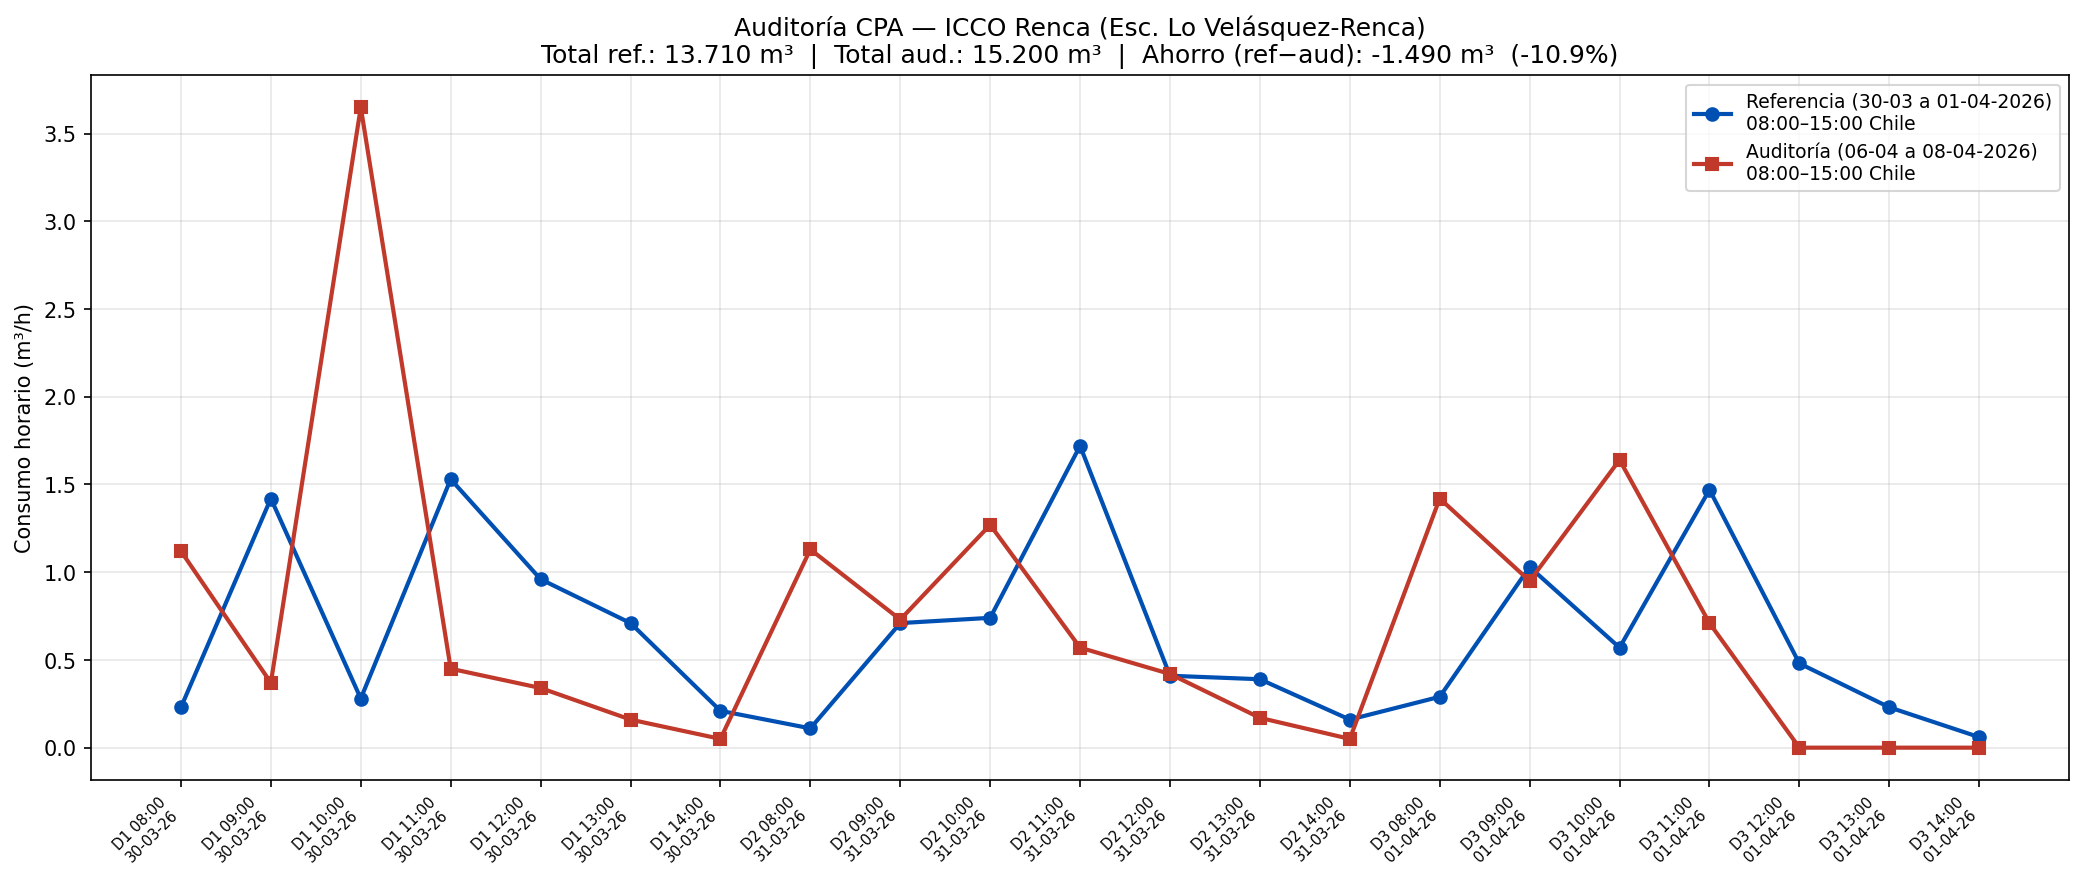 Auditoría CPA — ICCO Renca (Esc. Lo Velásquez-Renca)
Total ref.: 13.710 m³ | Total aud.: 15.200 m³ | Ahorro (ref−aud): -1.490 m³ (-10.9%)
Referencia (30-03 a 01-04-2026)
08:00–15:00 Chile
Auditoría (06-04 a 08-04-2026)
08:00–15:00 Chile
Consumo horario (m³/h)
3.5
3.0
2.5
2.0
1.5
1.0
0.5
0.0
D1 08:00
30-03-26
D1 09:00
30-03-26
D1 10:00
30-03-26
D1 11:00
30-03-26
D1 12:00
30-03-26
D1 13:00
30-03-26
D1 14:00
30-03-26
D2 08:00
31-03-26
D2 09:00
31-03-26
D2 10:00
31-03-26
D2 11:00
31-03-26
D2 12:00
31-03-26
D2 13:00
31-03-26
D2 14:00
31-03-26
D3 08:00
01-04-26
D3 09:00
01-04-26
D3 10:00
01-04-26
D3 11:00
01-04-26
D3 12:00
01-04-26
D3 13:00
01-04-26
D3 14:00
01-04-26